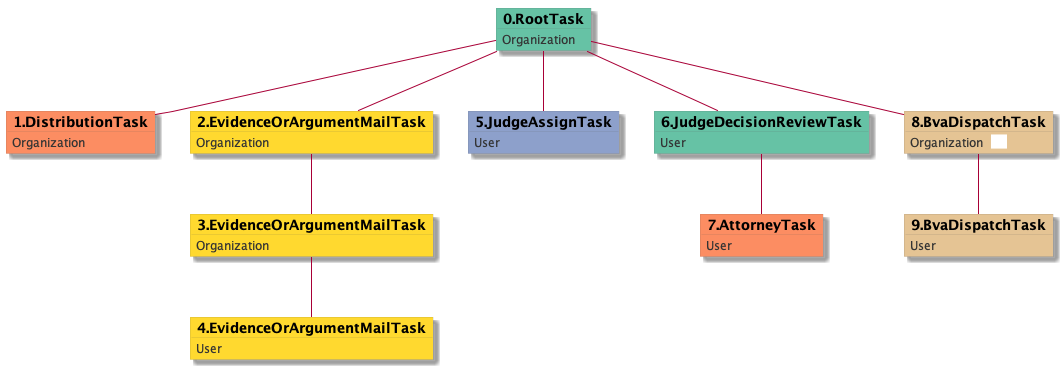 0.RootTask
Organization
1.DistributionTask
Organization
2.EvidenceOrArgumentMailTask
Organization
5.JudgeAssignTask
User
6.JudgeDecisionReviewTask
User
8.BvaDispatchTask
Organization
3.EvidenceOrArgumentMailTask
Organization
7.AttorneyTask
User
9.BvaDispatchTask
User
4.EvidenceOrArgumentMailTask
User